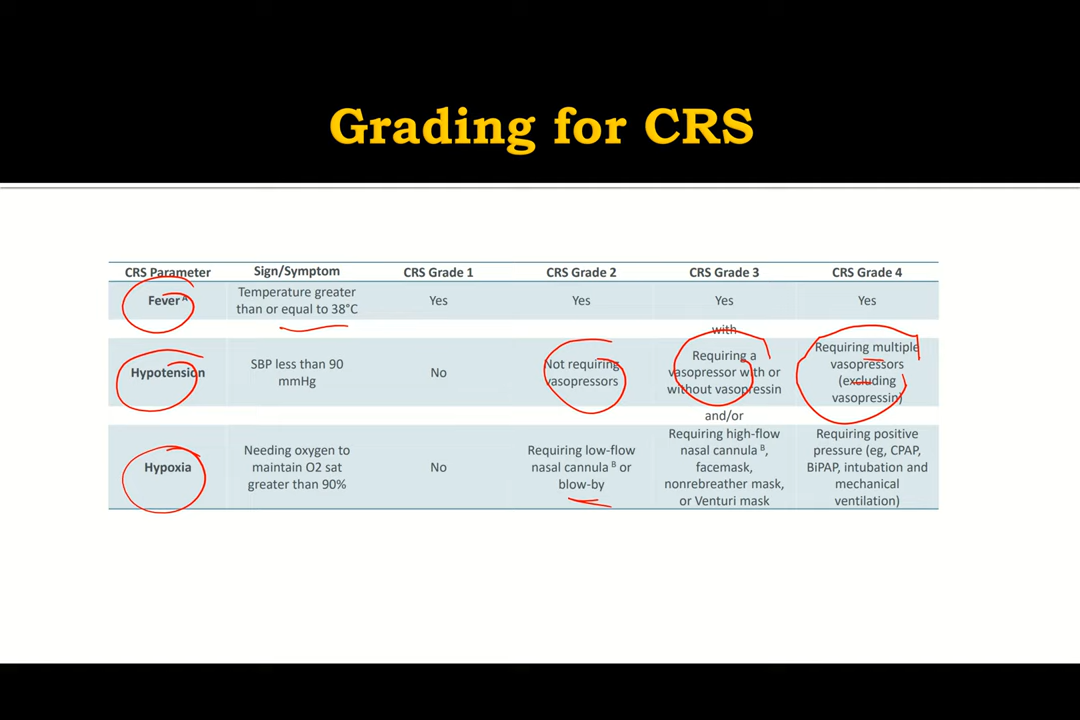 Grading for CRS
CRS Parameter Sign/Symptom CRS Grade 1 CRS Grade 2 CRS Grade 3 CRS Grade 4
Fever A
Temperature greater
than or equal to 38°C
Yes Yes Yes Yes
with
Hypotension
SBP less than 90
mmHg
No
Not requiring
vasopressors
Requiring a
vasopressor with or
without vasopressin
Requiring multiple
vasopressors
(excluding
vasopressin)
and/or
Hypoxia
Needing oxygen to
maintain O2 sat
greater than 90%
No
Requiring low-flow
nasal cannula B or
blow-by
Requiring high-flow
nasal cannula B,
facemask,
nonrebreather mask,
or Venturi mask
Requiring positive
pressure (eg, CPAP,
BiPAP, intubation and
mechanical
ventilation)